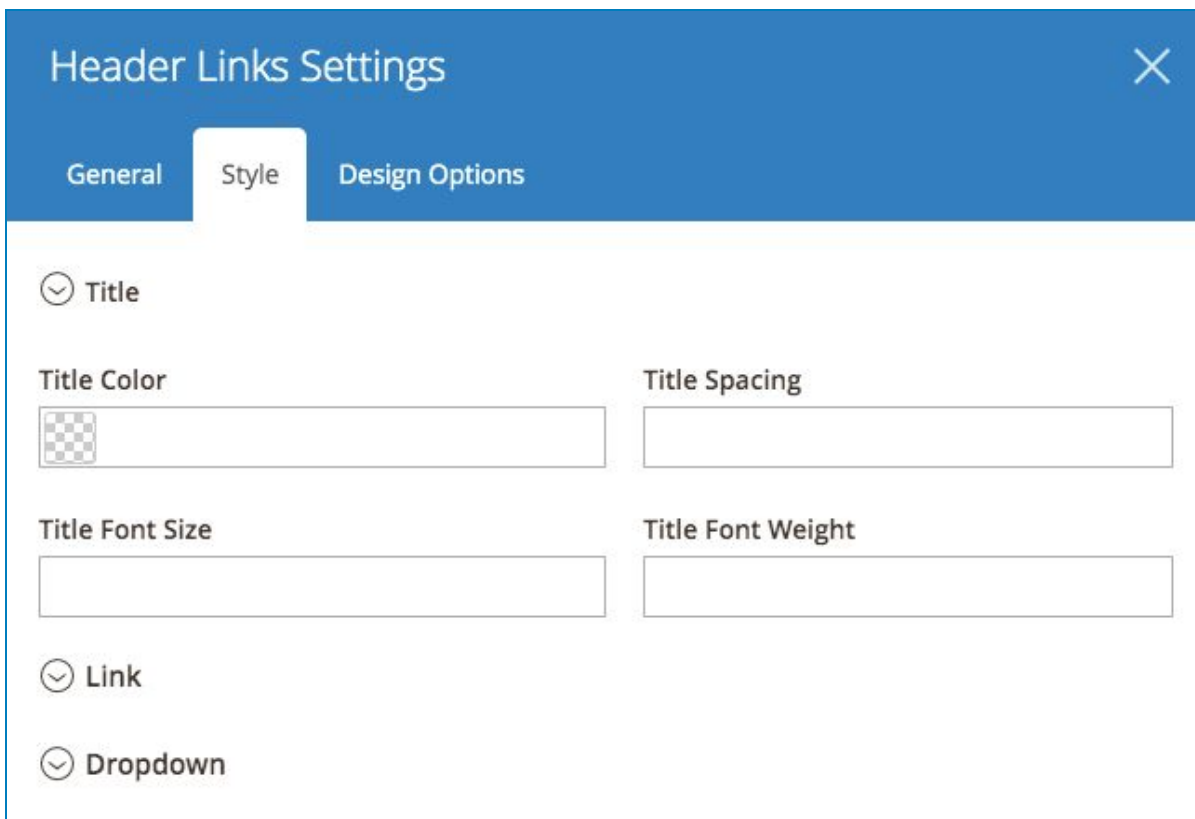 Header Links Settings
General Style Design Options
Title
Title Color Title Spacing
Title Font Size Title Font Weight
Link
Dropdown